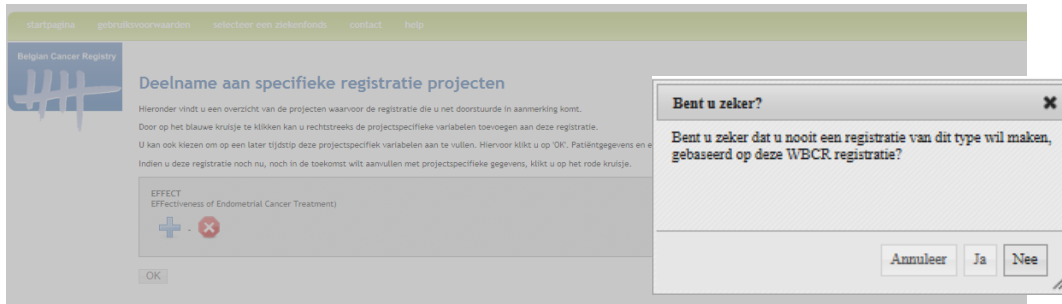 startpagina gebruiksvoorwaarden selecteer een ziekenfonds contact help
Belgian Cancer Registry
Deelname aan specifieke registratie projecten
Hieronder vindt u een overzicht van de projecten waarvoor de registratie die u net doorstuurde in aanmerking komt.
Door op het blauwe kruisje te klikken kan u rechtstreeks de projectspecifieke variabelen toevoegen aan deze registratie.
U kan ook kiezen om op een later tijdstip deze projectspecifiek variabelen aan te vullen. Hiervoor klikt u op 'OK'. Patiëntgegevens en e
Indien u deze registratie noch nu, noch in de toekomst wilt aanvullen met projectspecifieke gegevens, klikt u op het rode kruisje.
EFFECT
EFFectiveness of Endometrial Cancer Treatment)
OK
Bent u zeker?
Bent u zeker dat u nooit een registratie van dit type wil maken,
gebaseerd op deze WBCR registratie?
Annuleer Ja Nee